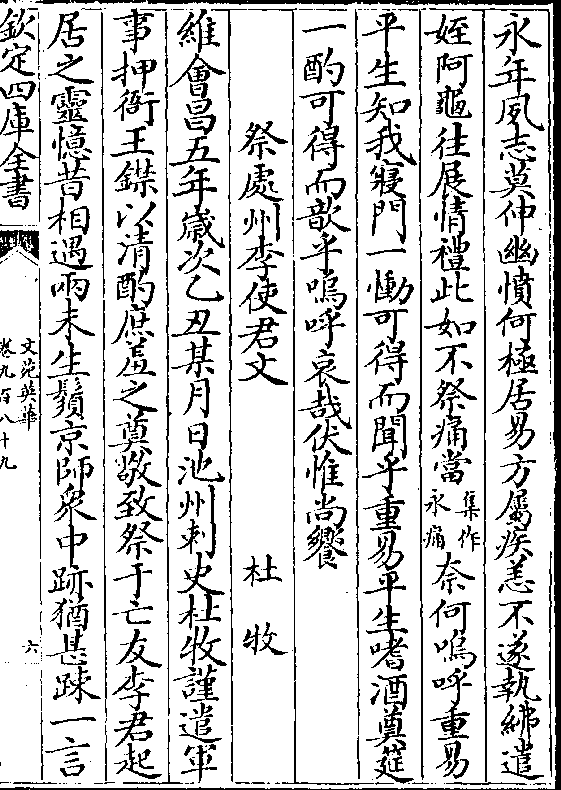 永年夙志莫伸幽憤何極居易方屬疾恙不遂執紼遣
姪阿龜往展情禮此如不祭痛當集作永痛奈何嗚呼重易
平生知我寢門一慟可得而聞乎重易平生嗜酒奠筵
一酌可得而歆乎嗚呼哀哉伏惟尚饗
祭處州李使君文 杜牧
維會昌五年歲次乙丑某月日池州刺史杜牧謹遣軍
事押衙王鐷以清酌庶羞之奠敬致祭于亡友李君起
居之靈憶昔相遇兩未生鬚京師衆中跡猶甚踈一言
欽定四庫全書
文苑英華
卷九百八十九
六